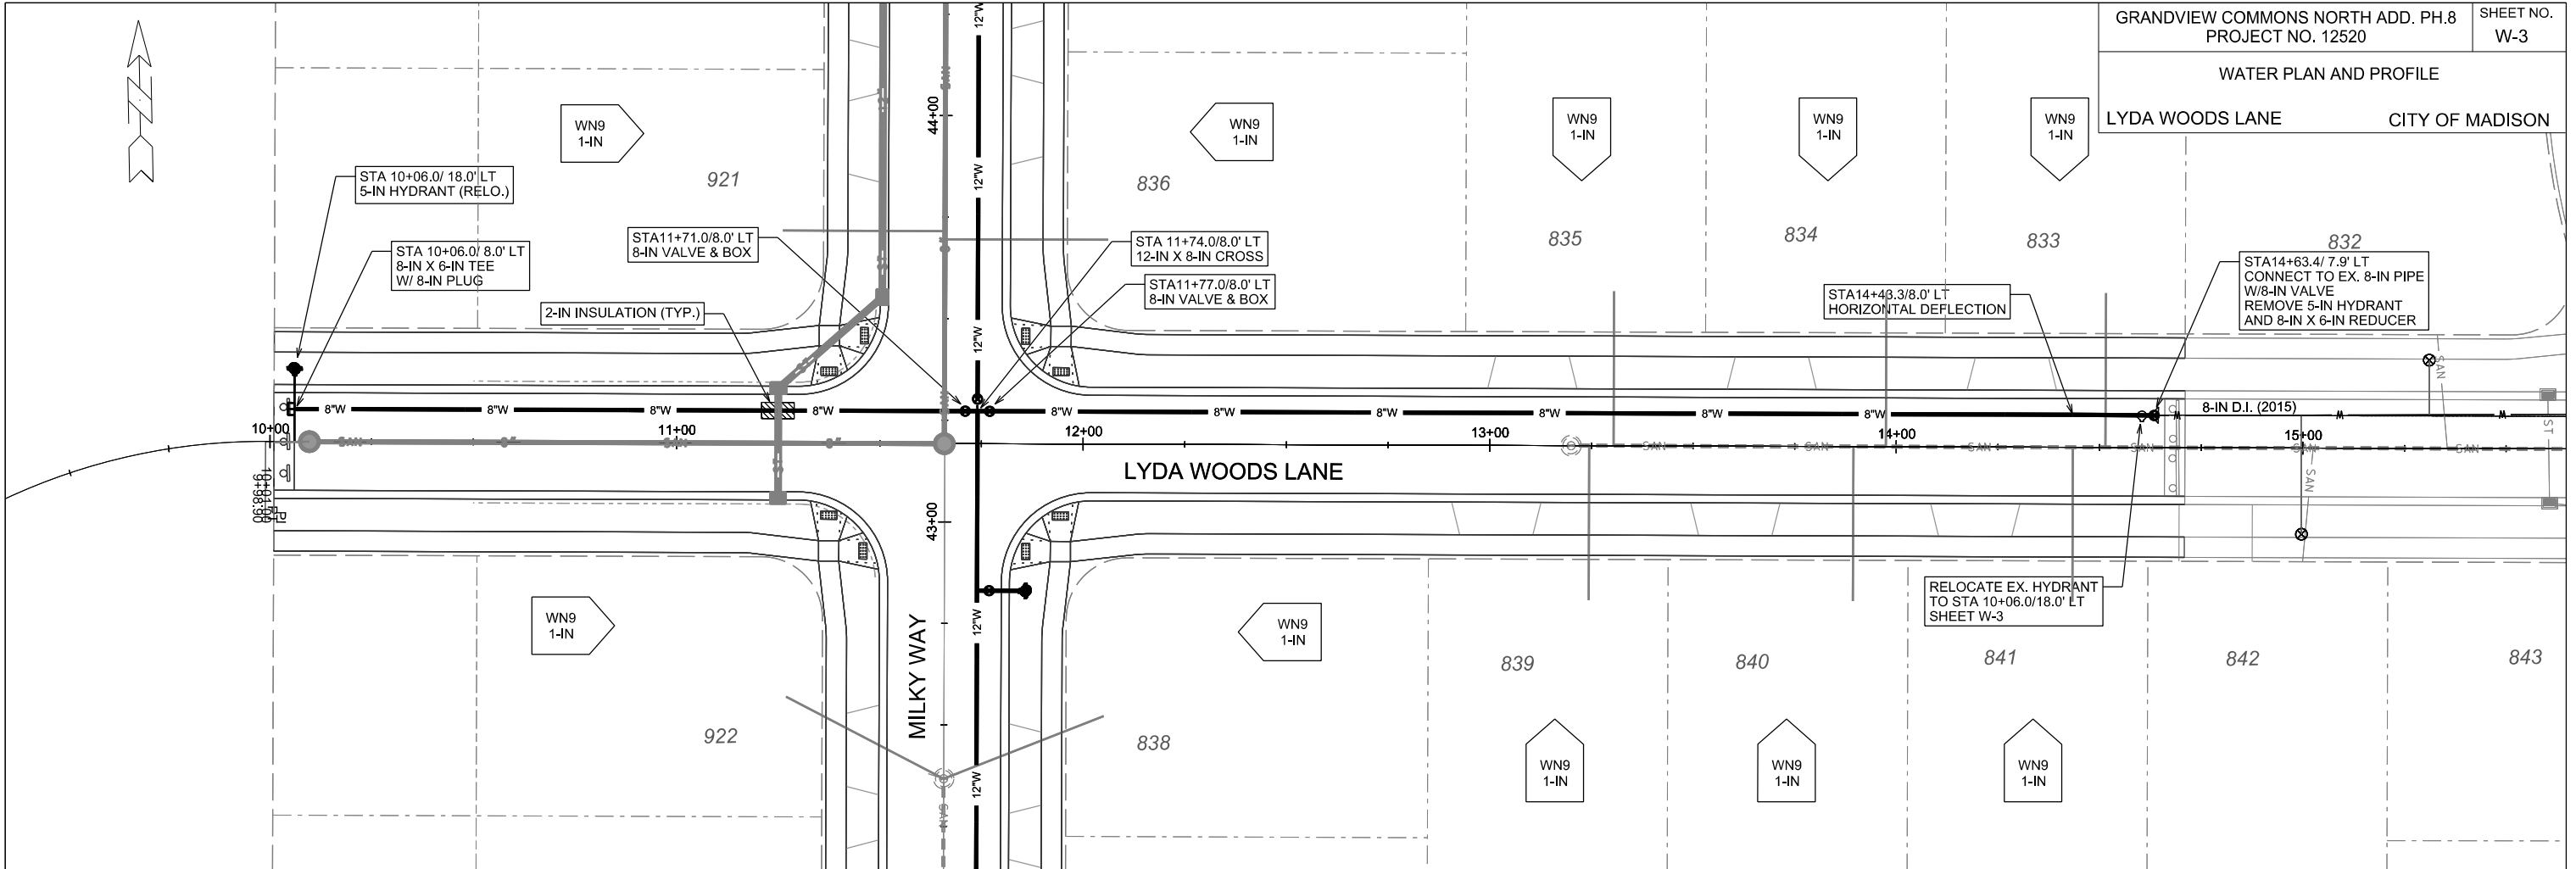 GRANDVIEW COMMONS NORTH ADD. PH.8
PROJECT NO. 12520
SHEET NO.
W-3
WATER PLAN AND PROFILE
LYDA WOODS LANE
CITY OF MADISON
12"W
12"W
12"W
44+00
WN9
1-IN
WN9
1-IN
WN9
1-IN
WN9
1-IN
WN9
1-IN
STA 10+06.0/ 18.0' LT
5-IN HYDRANT (RELO.)
921
836
835
834
833
832
STA 10+06.0/ 8.0' LT
8-IN X 6-IN TEE
W/ 8-IN PLUG
STA11+71.0/8.0' LT
8-IN VALVE & BOX
STA 11+74.0/8.0' LT
12-IN X 8-IN CROSS
STA11+77.0/8.0' LT
8-IN VALVE & BOX
2-IN INSULATION (TYP.)
STA14+43.3/8.0' LT
HORIZONTAL DEFLECTION
STA14+63.4/ 7.9' LT
CONNECT TO EX. 8-IN PIPE
W/8-IN VALVE
REMOVE 5-IN HYDRANT
AND 8-IN X 6-IN REDUCER
8"W
8"W
8"W
8"W
8"W
8"W
8"W
8"W
8"W
8"W
8-IN D.I. (2015)
W
W
W
10+00
11+00
12+00
13+00
14+00
15+00
SAN
SAN
SAN
SAN
SAN
SAN
SAN
SAN
SAN
SAN
SAN
ST
LYDA WOODS LANE
43+00
MILKY WAY
12"W
12"W
SAN
RELOCATE EX. HYDRANT
TO STA 10+06.0/18.0' LT
SHEET W-3
WN9
1-IN
WN9
1-IN
922
838
839
840
841
842
843
WN9
1-IN
WN9
1-IN
WN9
1-IN